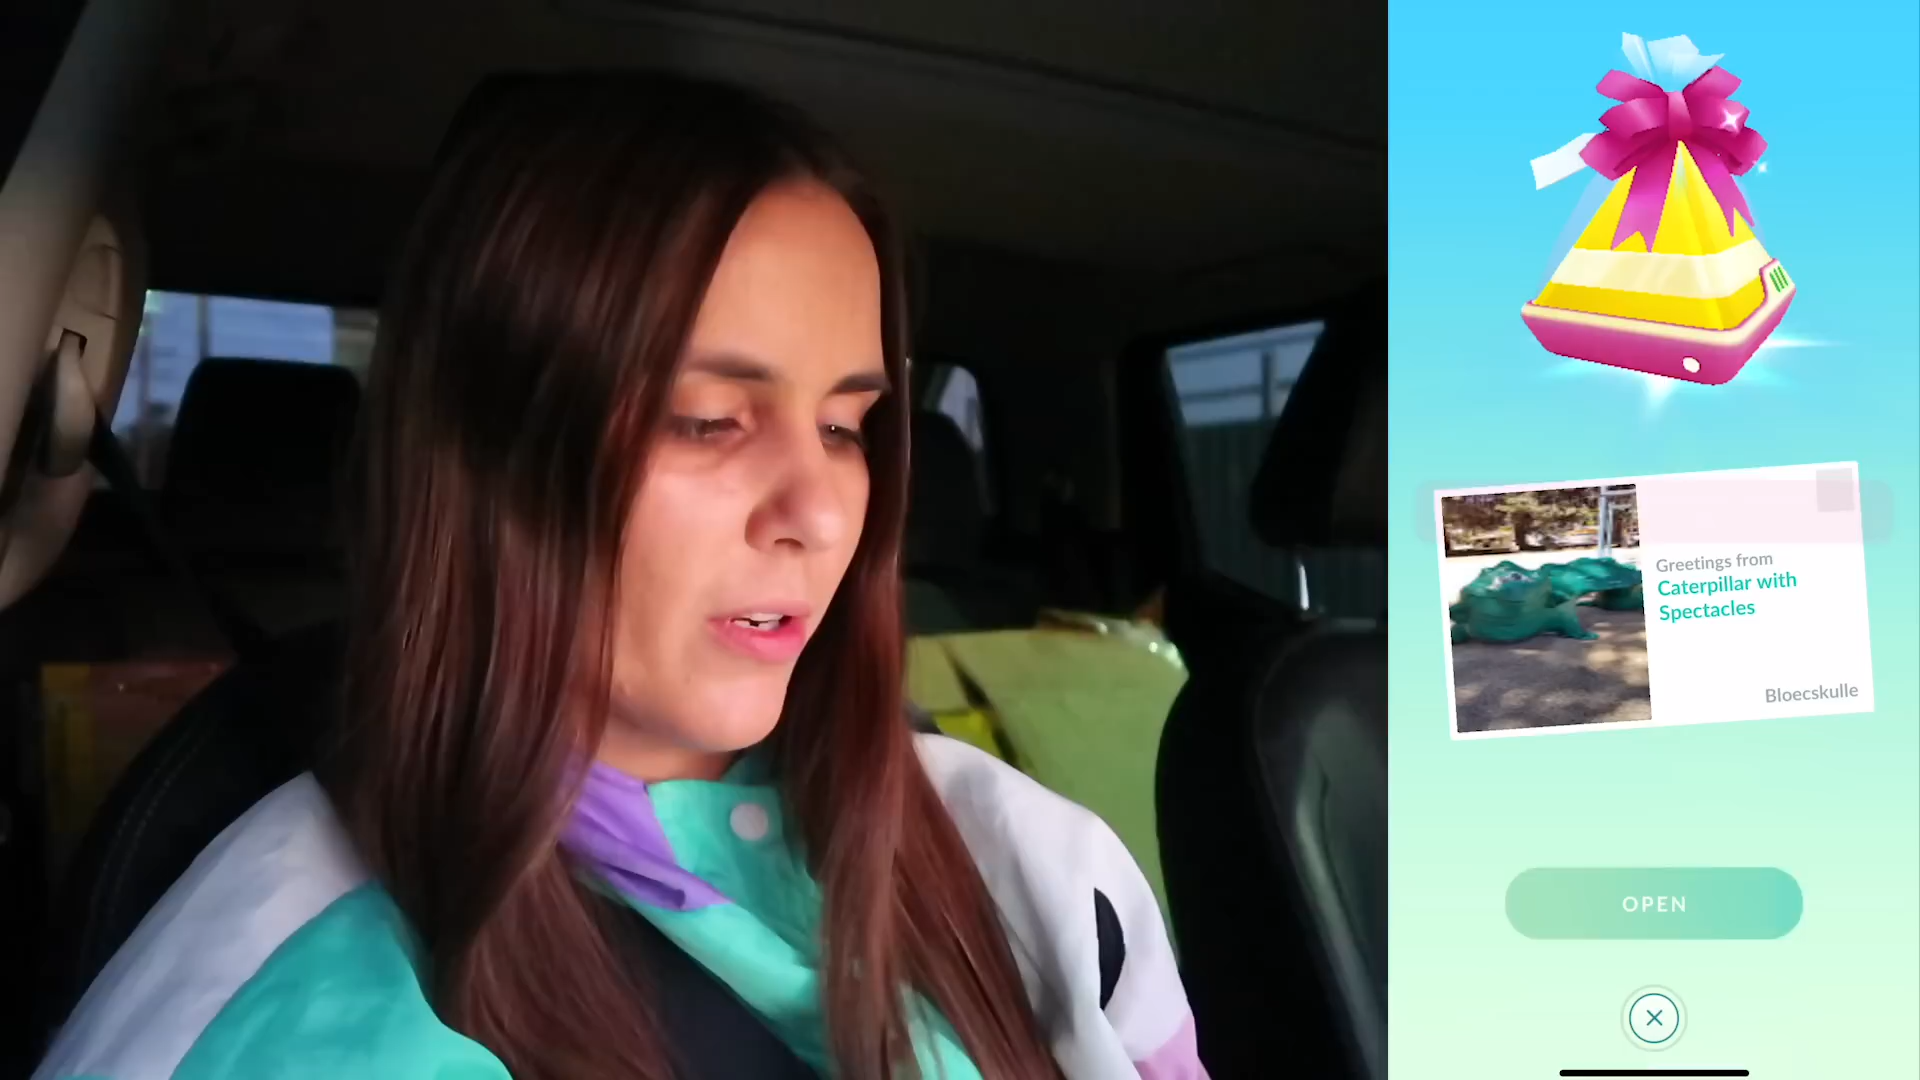 Greetings from
Caterpillar with
Spectacles
Bloecskulle
OPEN